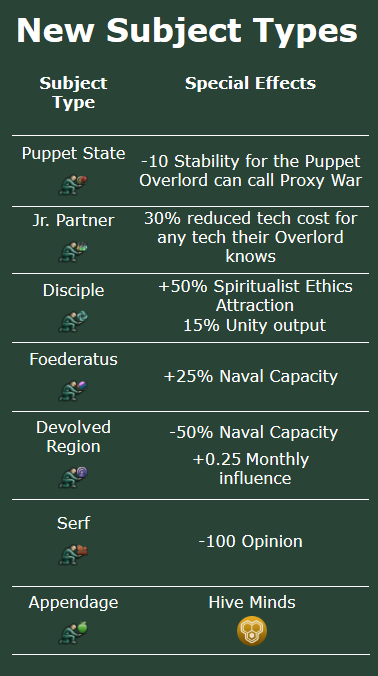 New Subject Types
Subject
Type
Special Effects
Puppet State
-10 Stability for the Puppet
Overlord can call Proxy War
Jr. Partner
30% reduced tech cost for
any tech their Overlord
knows
Disciple
+50% Spiritualist Ethics
Attraction
15% Unity output
Foederatus
+25% Naval Capacity
Devolved
Region
-50% Naval Capacity
+0.25 Monthly
influence
Serf
-100 Opinion
Appendage
Hive Minds